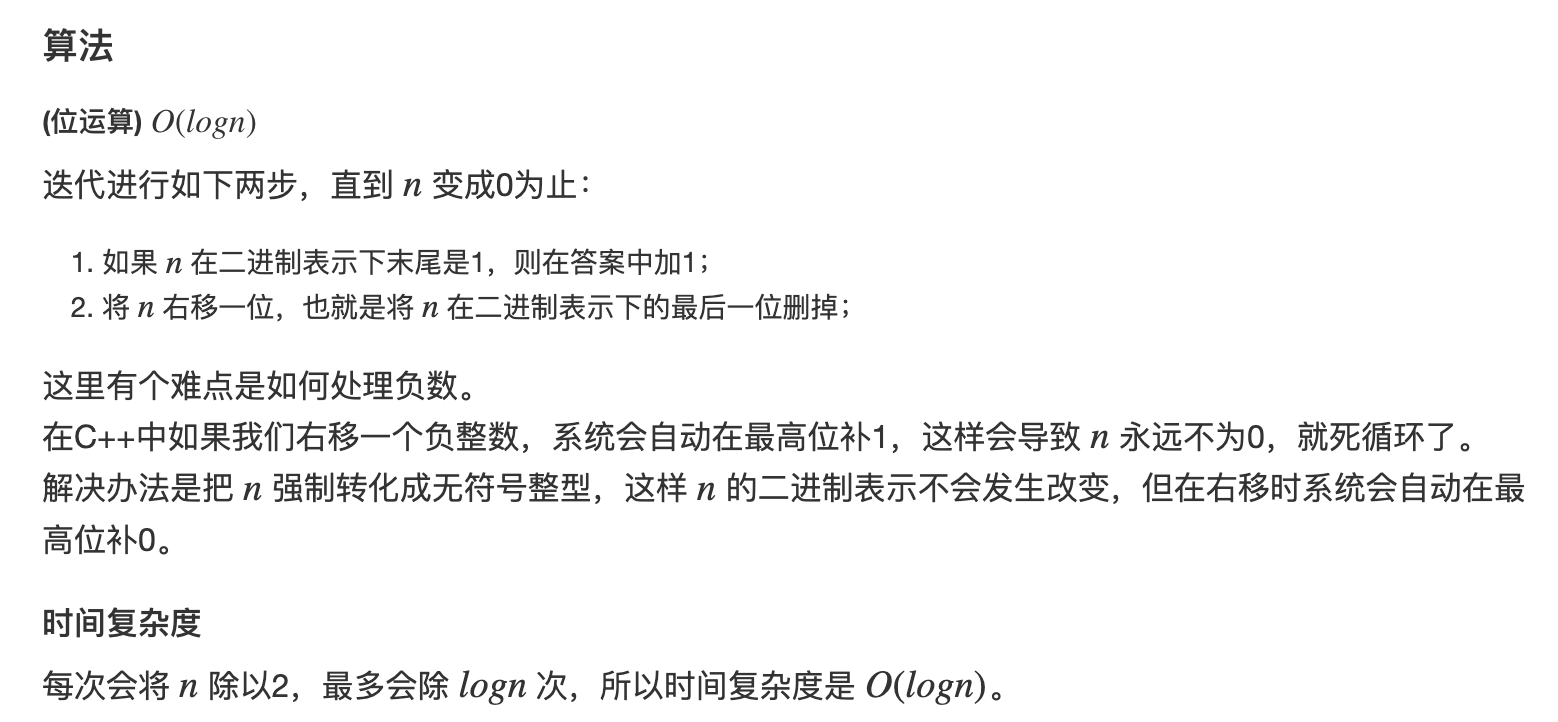 算法
(位运算) O(logn)
迭代进行如下两步，直到 n 变成0为止：
1. 如果 n 在二进制表示下末尾是1，则在答案中加1；
2. 将 n 右移一位，也就是将 n 在二进制表示下的最后一位删掉；
这里有个难点是如何处理负数。
在C++中如果我们右移一个负整数，系统会自动在最高位补1，这样会导致 n 永远不为0，就死循环了。
解决办法是把 n 强制转化成无符号整型，这样 n 的二进制表示不会发生改变，但在右移时系统会自动在最
高位补0。
时间复杂度
每次会将 n 除以2，最多会除 logn 次，所以时间复杂度是 O(logn)。